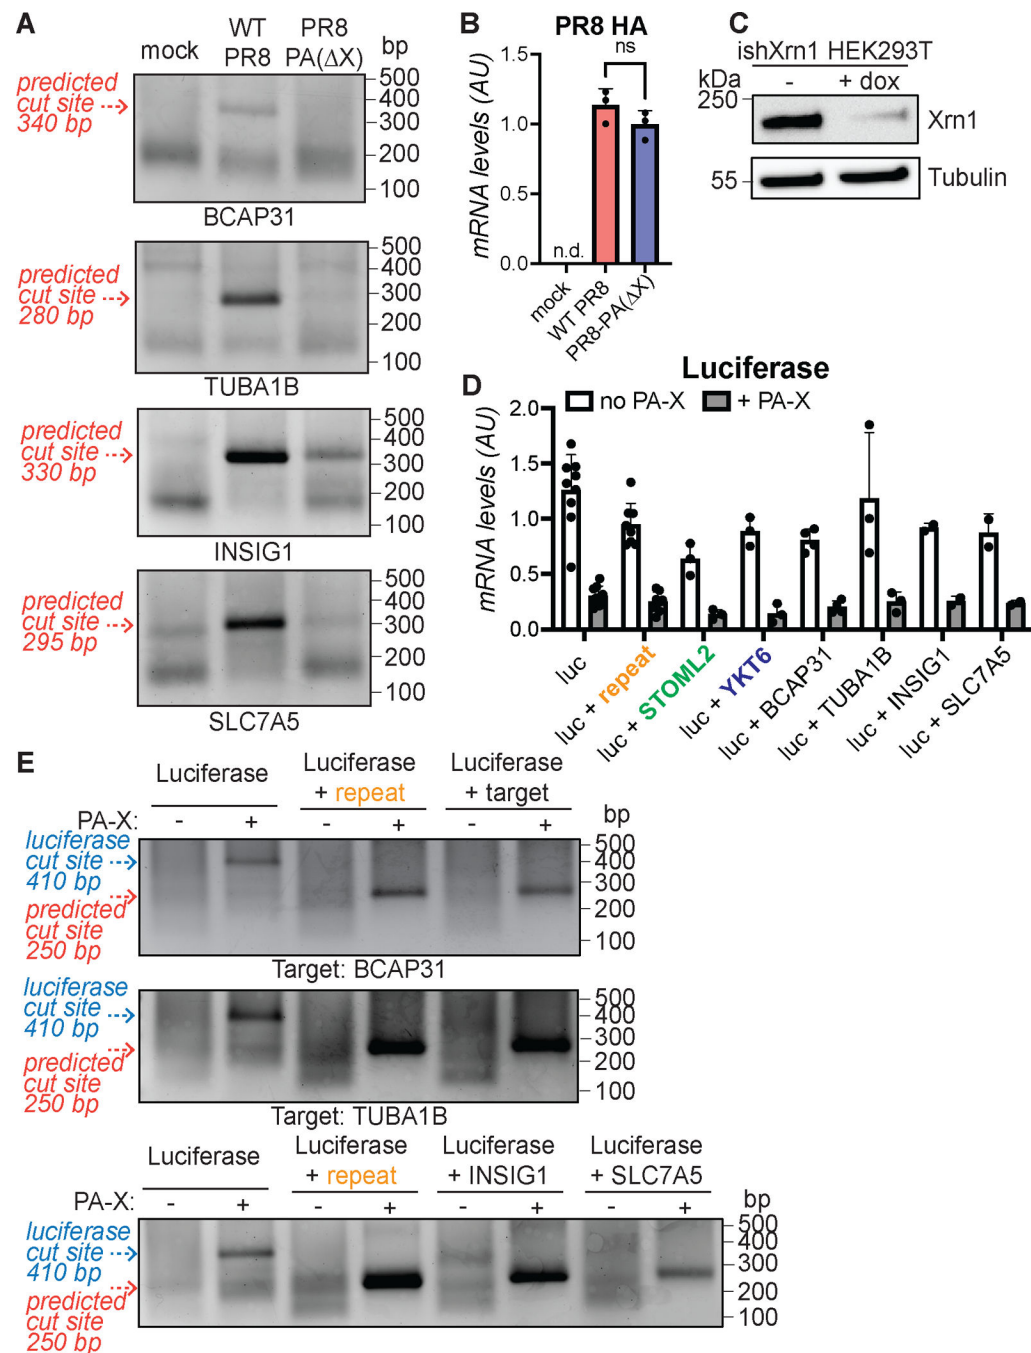 A
mock
WT
PR8
PR8
PA(ΔX)
bp
predicted
cut site
340 bp
500
400
300
200
100
BCAP31
predicted
cut site
280 bp
500
400
300
200
100
TUBA1B
predicted
cut site
330 bp
500
400
300
200
100
INSIG1
predicted
cut site
295 bp
500
400
300
200
100
SLC7A5
B
PR8 HA
ns
mRNA levels (AU)
1.5
1.0
0.5
0.0
n.d.
mock
WT PR8
PR8-PA(ΔX)
C
ishXrn1 HEK293T
kDa
- + dox
250
Xrn1
55
Tubulin
D
Luciferase
no PA-X + PA-X
mRNA levels (AU)
2.0
1.5
1.0
0.5
0.0
luc
luc + repeat
luc + STOML2
luc + YKT6
luc + BCAP31
luc + TUBA1B
luc + INSIG1
luc + SLC7A5
E
Luciferase
Luciferase
+ repeat
Luciferase
+ target
PA-X: - + - + - + bp
luciferase
cut site
410 bp
predicted
cut site
250 bp
500
400
300
200
100
Target: BCAP31
luciferase
cut site
410 bp
predicted
cut site
250 bp
500
400
300
200
100
Target: TUBA1B
Luciferase
Luciferase
+ repeat
Luciferase
+ INSIG1
Luciferase
+ SLC7A5
PA-X: - + - + - + - + bp
luciferase
cut site
410 bp
predicted
cut site
250 bp
500
400
300
200
100